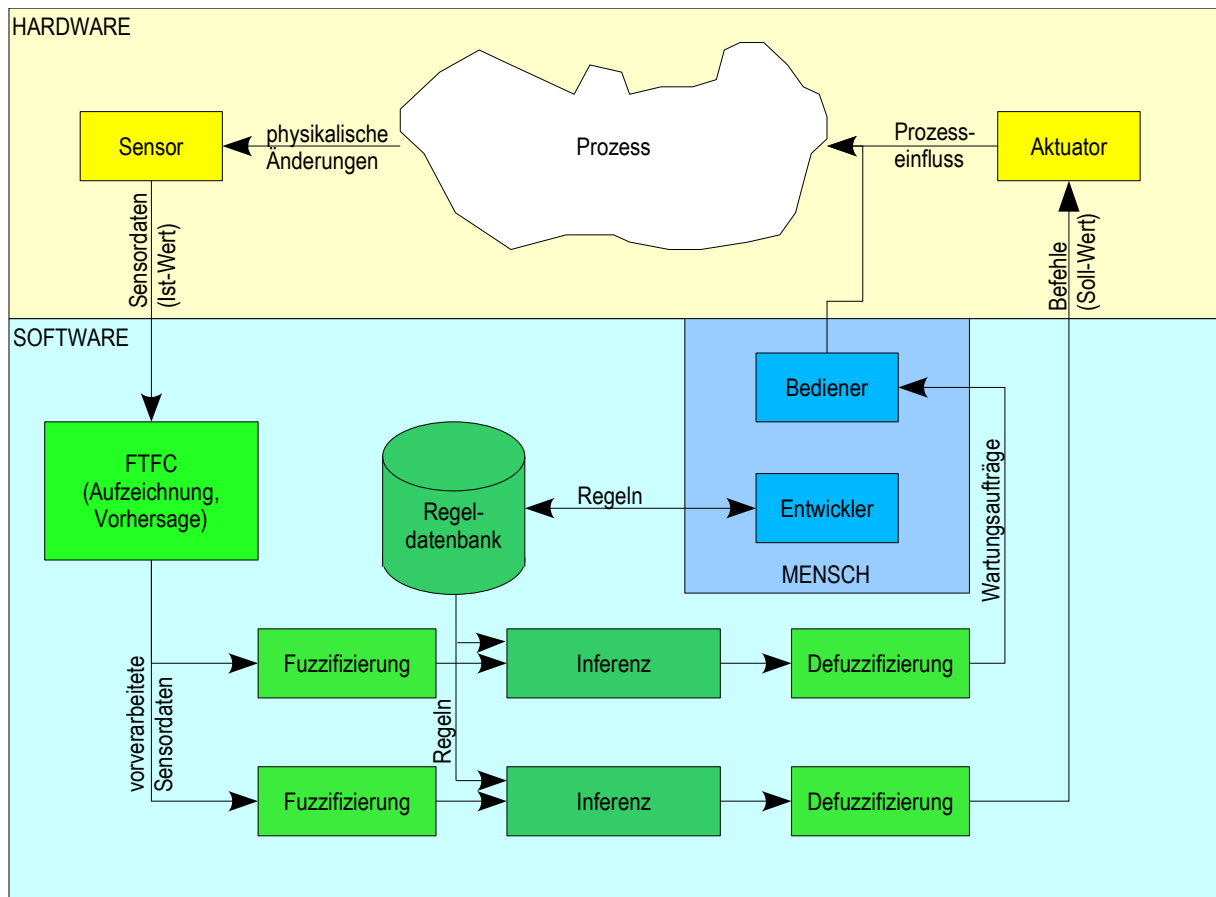 HARDWARE
Sensor
physikalische
Änderungen
Prozess
Prozess-
einfluss
Aktuator
Sensordaten
(Ist-Wert)
Befehle
(Soll-Wert)
SOFTWARE
Bediener
FTFC
(Aufzeichnung,
Vorhersage)
Regel-
datenbank
Regeln
Entwickler
MENSCH
Wartungsaufträge
vorverarbeitete
Sensordaten
Fuzzifizierung
Inferenz
Defuzzifizierung
Regeln
Fuzzifizierung
Inferenz
Defuzzifizierung